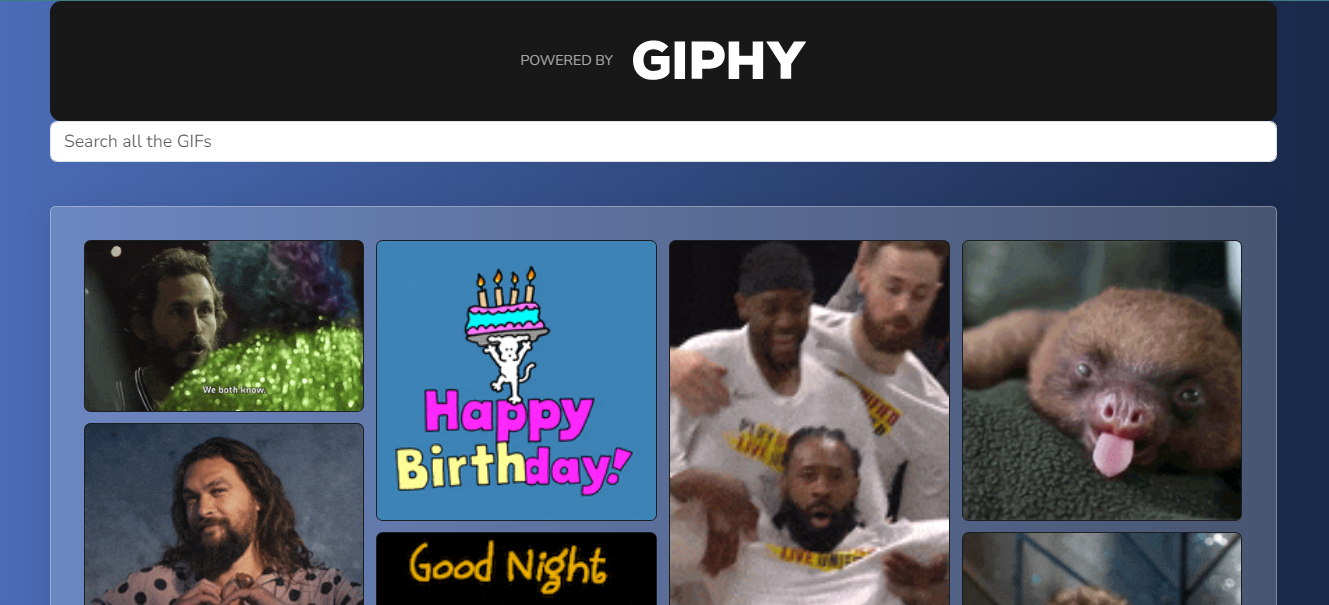 POWERED BY GIPHY
Search all the GIFs
We both know.
Happy
Birthday!
Good Night